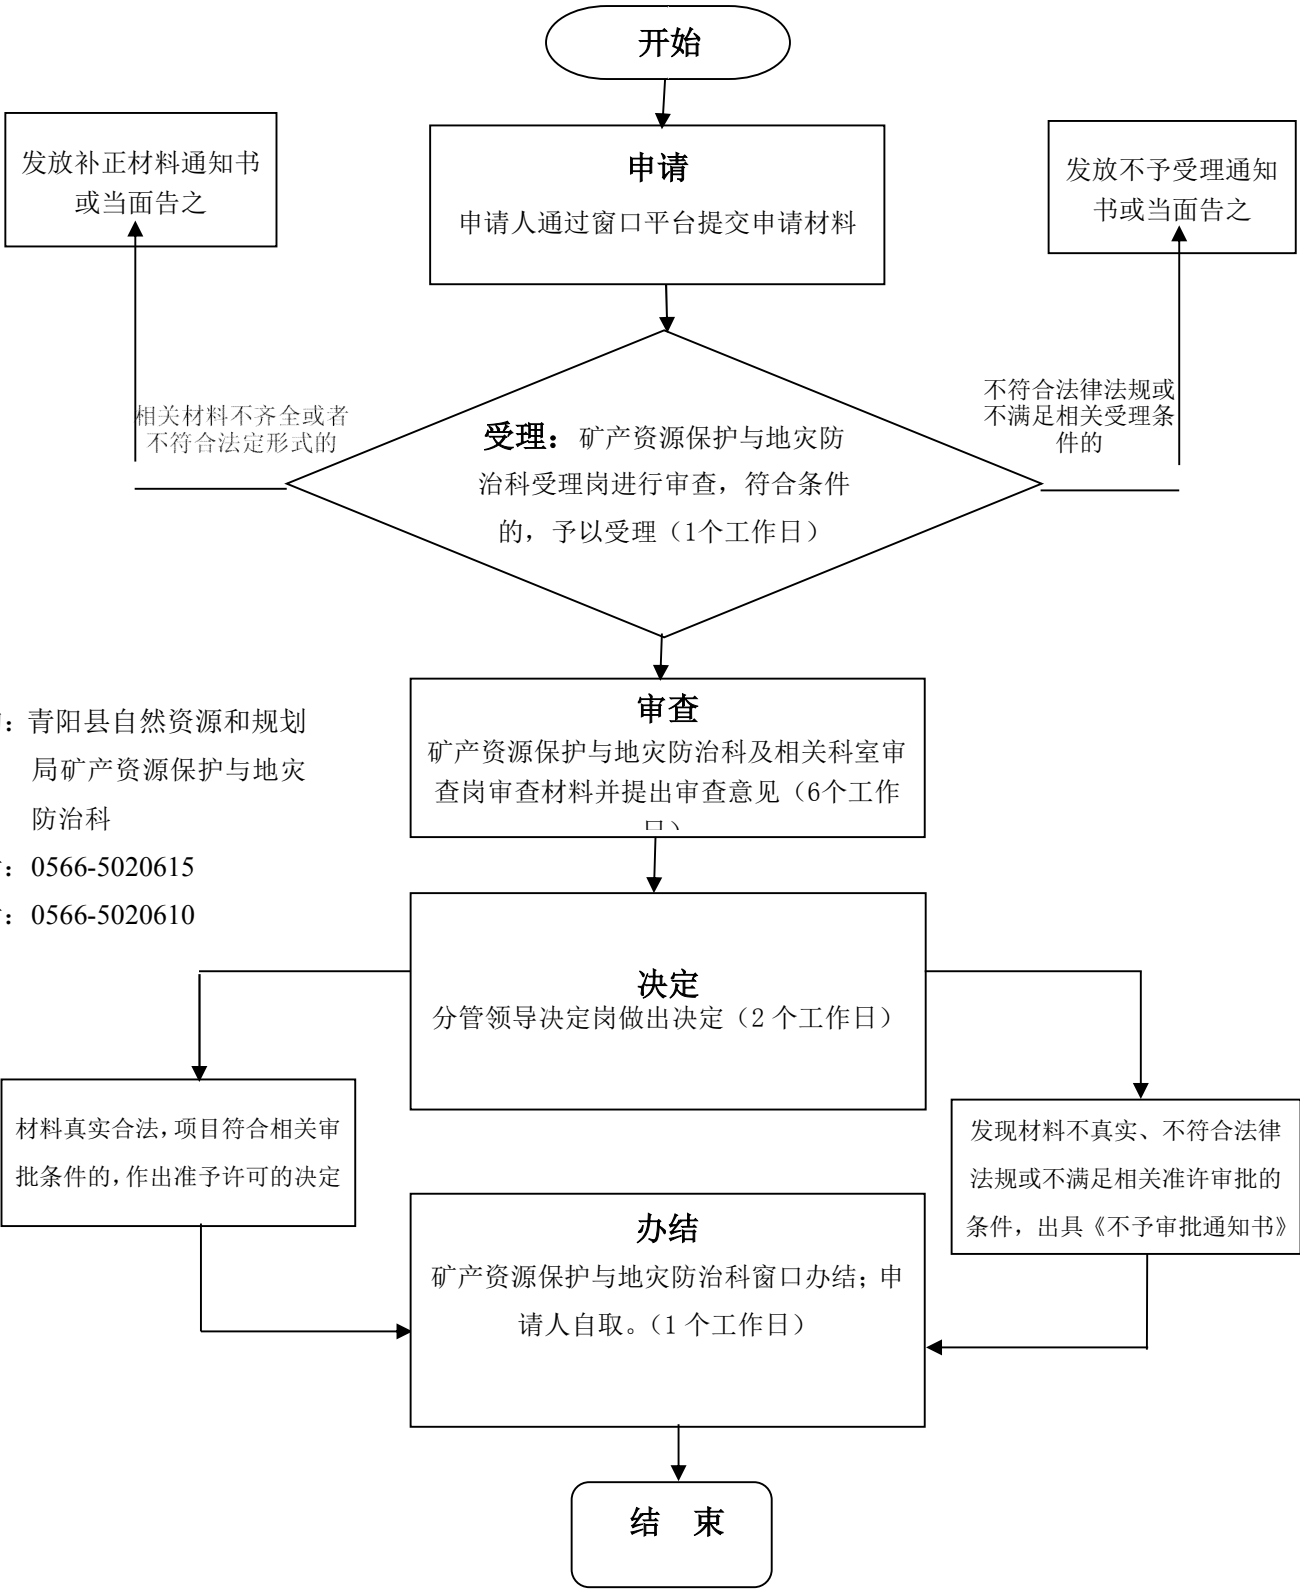 开始
发放补正材料通知书
或当面告之
申请
申请人通过窗口平台提交申请材料
发放不予受理通知
书或当面告之
相关材料不齐全或者
不符合法定形式的
不符合法律法规或
不满足相关受理条
件的
受理：矿产资源保护与地灾防
治科受理岗进行审查，符合条件
的，予以受理（1个工作日）
审查
矿产资源保护与地灾防治科及相关科室审
查岗审查材料并提出审查意见（6个工作
：青阳县自然资源和规划
局矿产资源保护与地灾
防治科
：0566-5020615
：0566-5020610
决定
分管领导决定岗做出决定（2 个工作日）
材料真实合法，项目符合相关审
批条件的，作出准予许可的决定
发现材料不真实、不符合法律
法规或不满足相关准许审批的
条件，出具《不予审批通知书》
办结
矿产资源保护与地灾防治科窗口办结；申
请人自取。（1 个工作日）
结 束